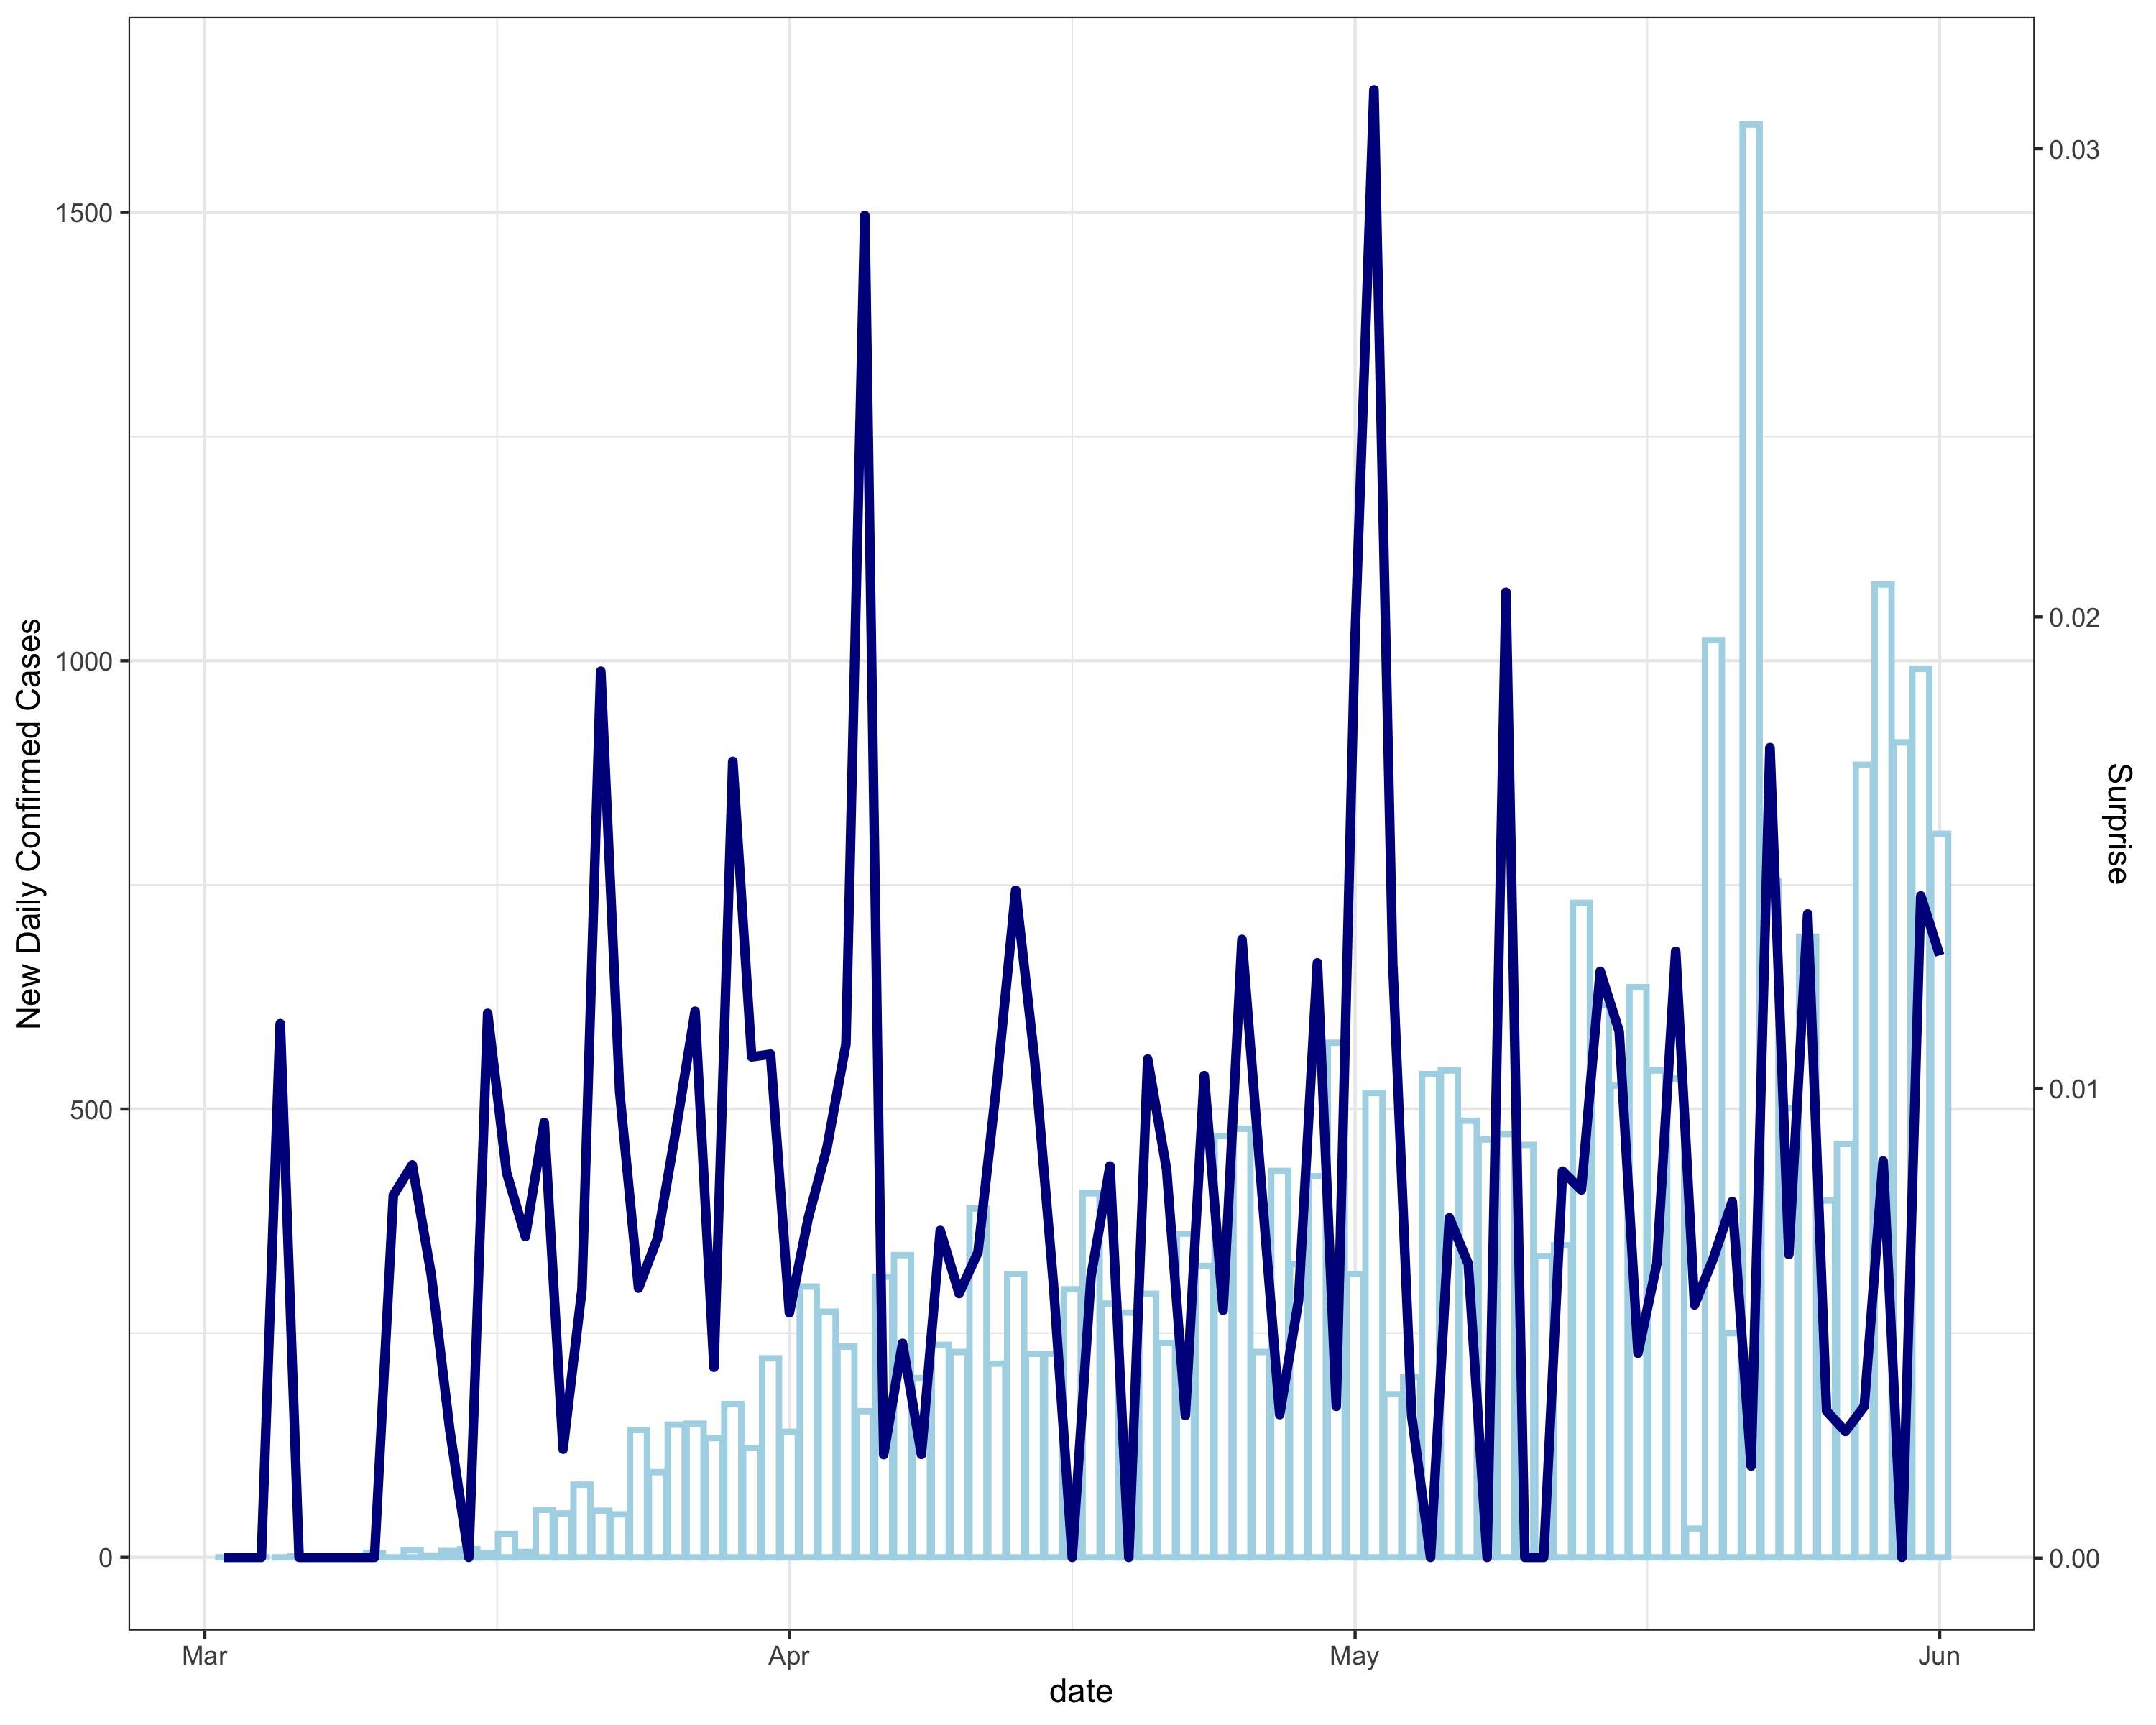 New Daily Confirmed Cases
1500
1000
500
0
0.03
0.02
0.01
0.00
Surprise
Mar
Apr
May
Jun
date